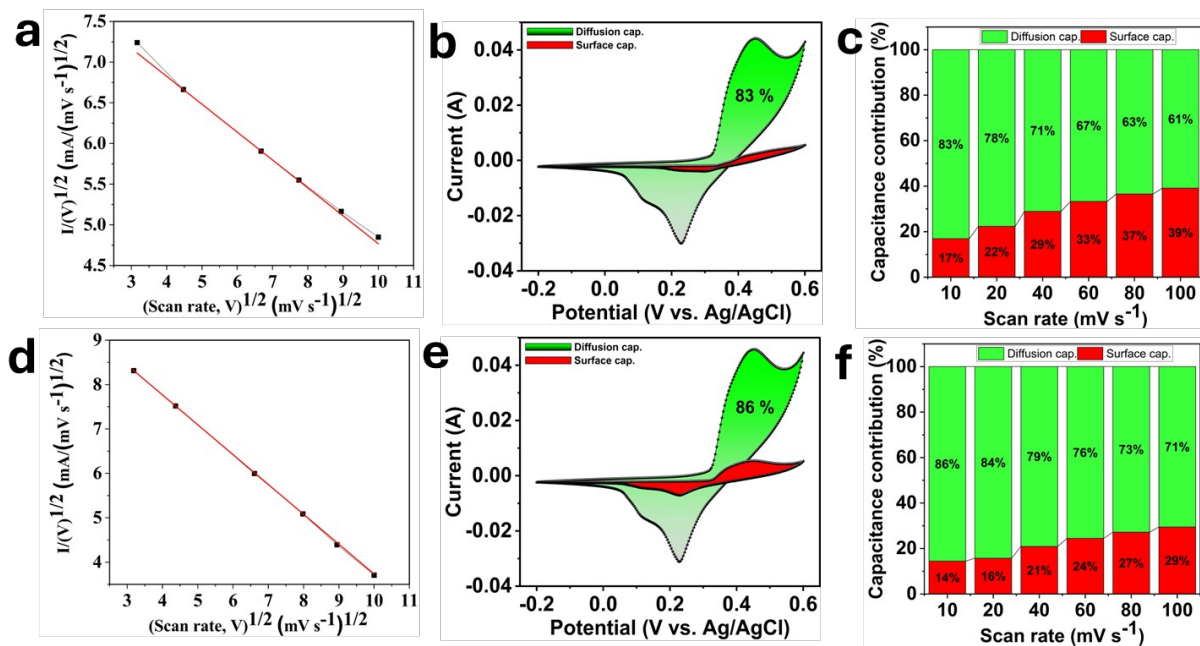 a
7.5
7.0
6.5
6.0
5.5
5.0
4.5
I/(V)1/2 (mA/(mV s-1)1/2)
3 4 5 6 7 8 9 10 11
(Scan rate, V)1/2 (mV s-1)1/2
b
Diffusion cap.
Surface cap.
83 %
0.04
0.02
0.00
-0.02
-0.04
Current (A)
-0.2 0.0 0.2 0.4 0.6
Potential (V vs. Ag/AgCl)
c
Diffusion cap. Surface cap.
100
80
60
40
20
0
Capacitance contribution (%)
83% 78% 71% 67% 63% 61%
17% 22% 29% 33% 37% 39%
10 20 40 60 80 100
Scan rate (mV s-1)
d
9
8
7
6
5
4
I/(V)1/2 (mA/(mV s-1)1/2)
3 4 5 6 7 8 9 10 11
(Scan rate, V)1/2 (mV s-1)1/2
e
Diffusion cap.
Surface cap.
86 %
0.04
0.02
0.00
-0.02
-0.04
Current (A)
-0.2 0.0 0.2 0.4 0.6
Potential (V vs. Ag/AgCl)
f
Diffusion cap. Surface cap.
100
80
60
40
20
0
Capacitance contribution (%)
86% 84% 79% 76% 73% 71%
14% 16% 21% 24% 27% 29%
10 20 40 60 80 100
Scan rate (mV s-1)